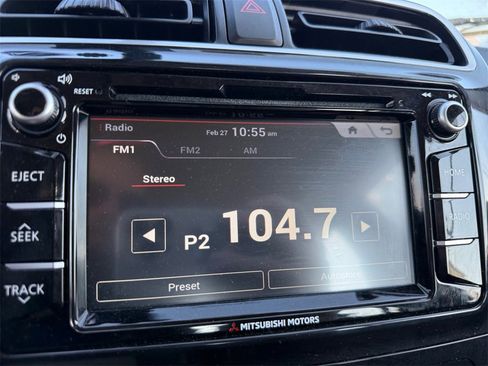 RESET
Radio
Feb 27 10:55 am
FM1 FM2 AM
Stereo
P2 104.7
Preset Autostore
EJECT
SEEK
TRACK
HOME
RADIO
MITSUBISHI MOTORS